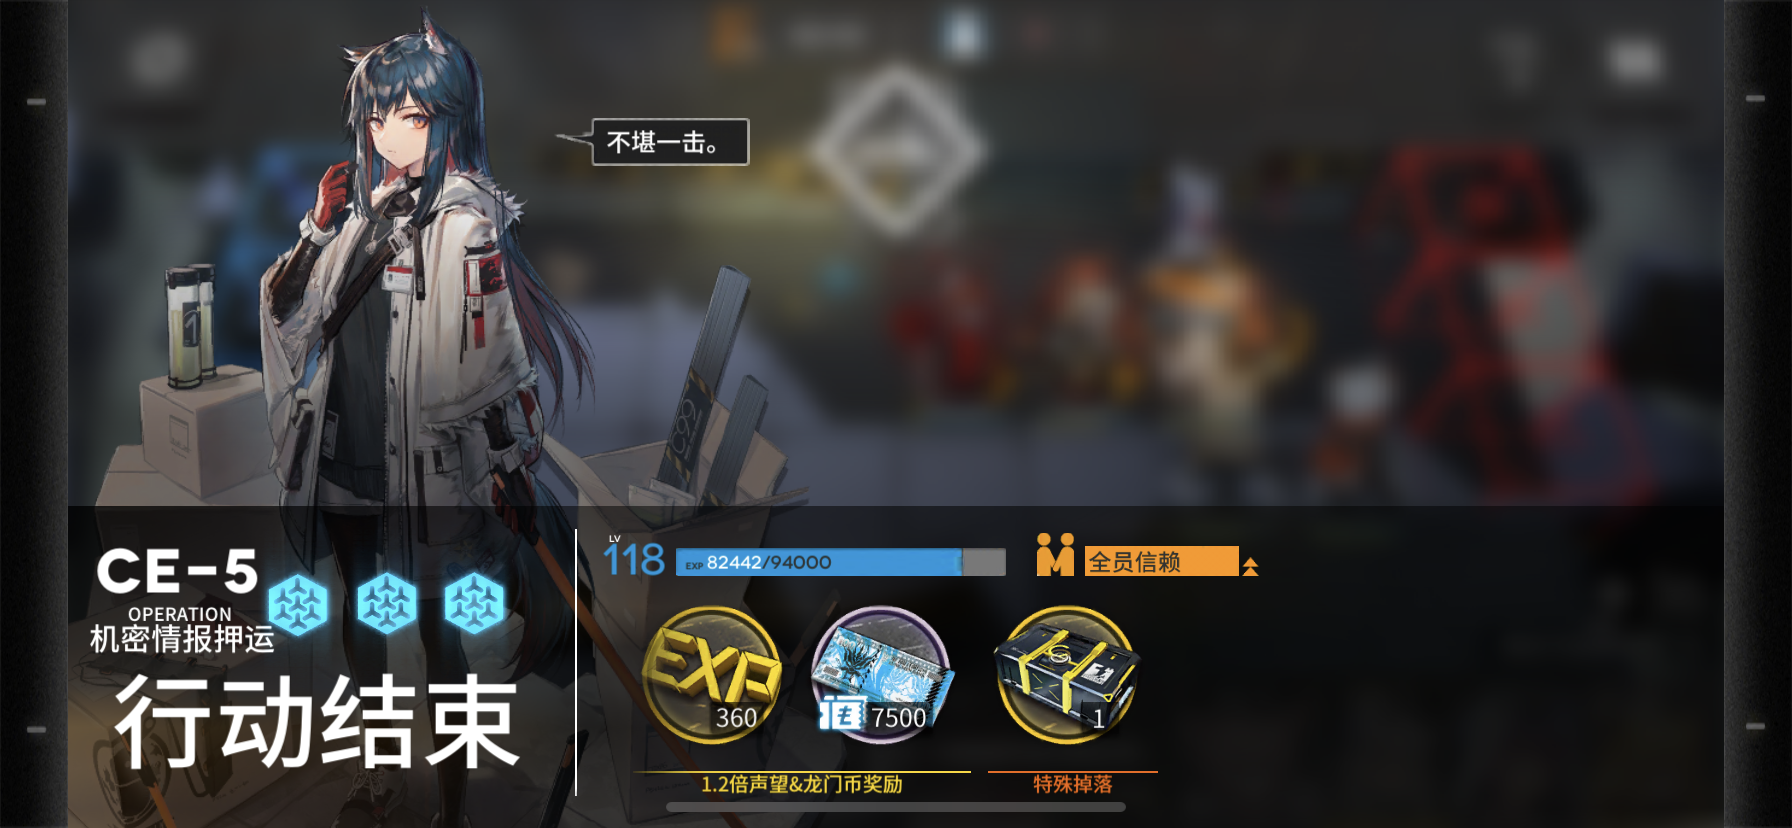 不堪一击。
CE-5
OPERATION
机密情报押运
行动结束
LV
118
EXP 82442/94000
全员信赖
EXP
360
7500
1
1.2倍声望&龙门币奖励
特殊掉落